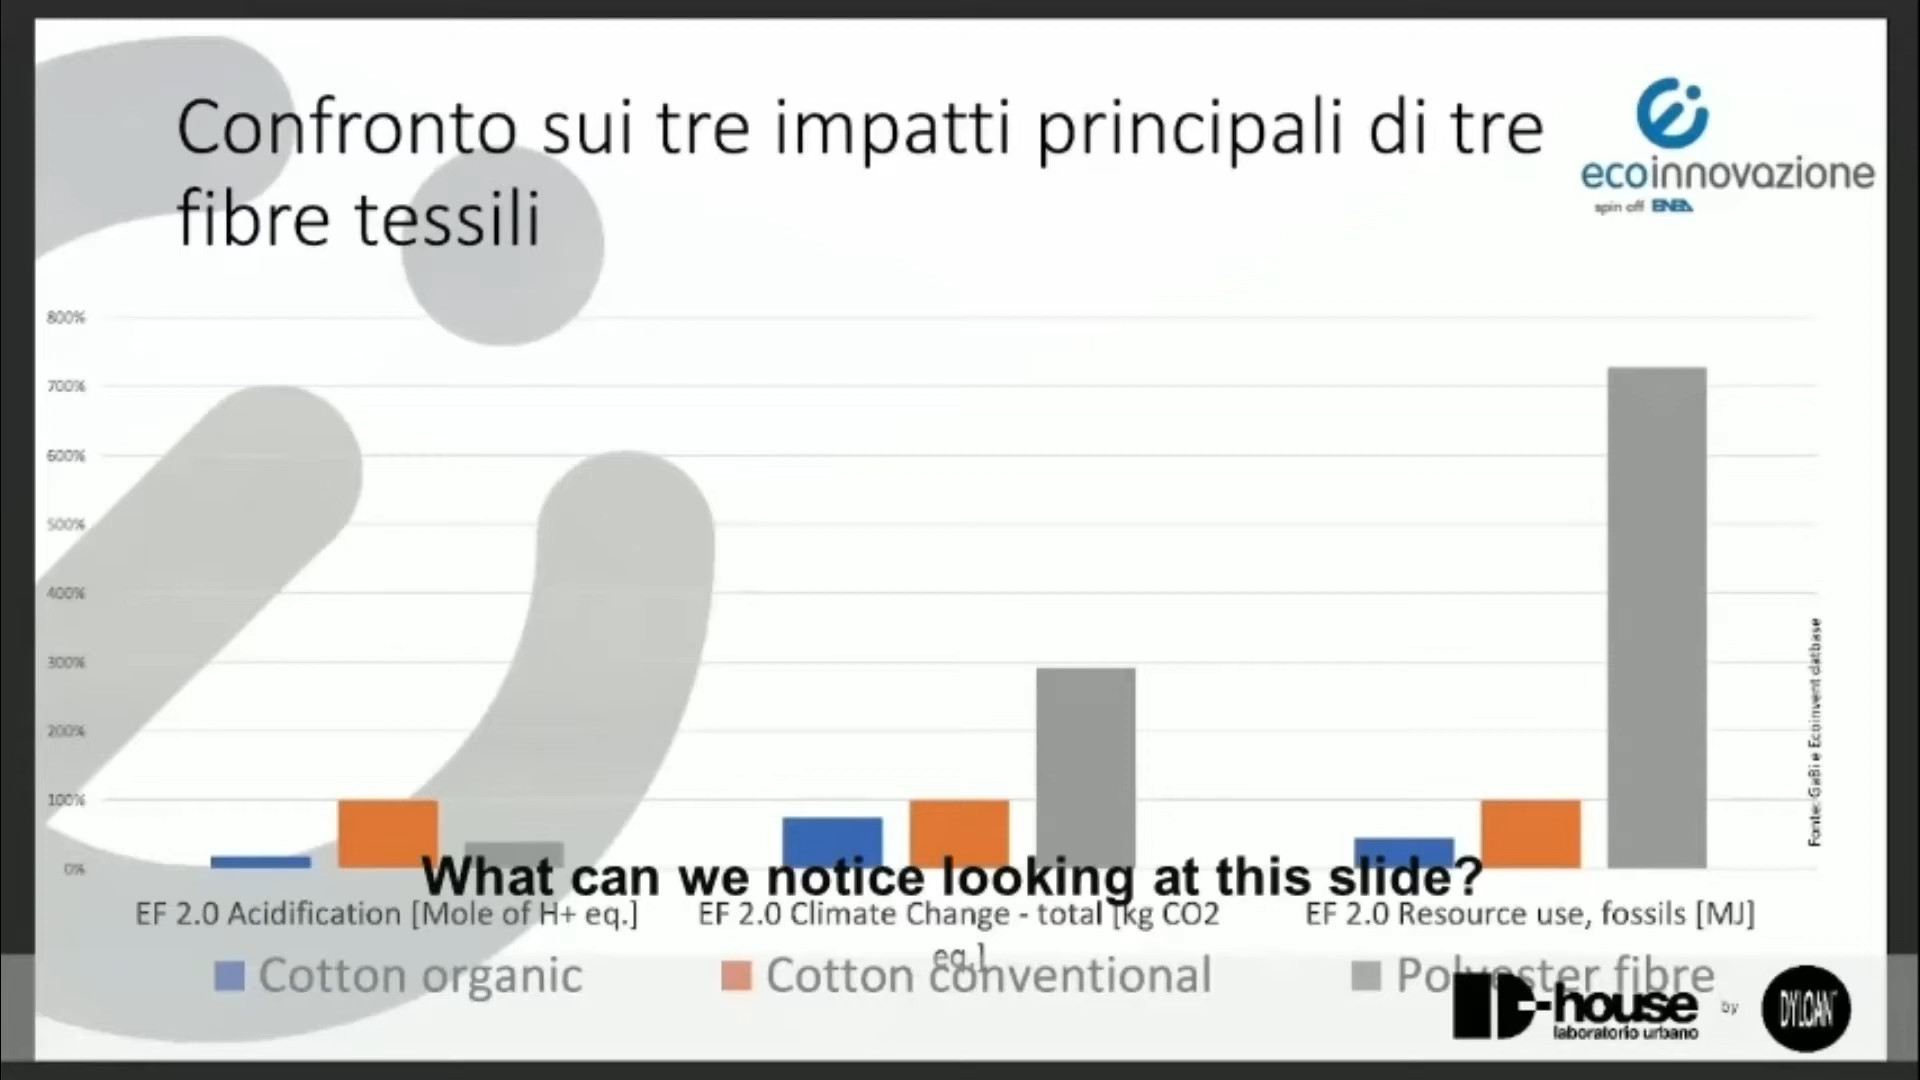 Confronto sui tre impatti principali di tre
fibre tessili
ecoinnovazione
spin off ENEA
800%
700%
600%
500%
400%
300%
200%
100%
0%
Fonte: GaBi e Ecoinvent datbase
What can we notice looking at this slide?
EF 2.0 Acidification [Mole of H+ eq.]
EF 2.0 Climate Change - total [kg CO2
eq.]
EF 2.0 Resource use, fossils [MJ]
Cotton organic
Cotton conventional
Polyester fibre
D-house
laboratorio urbano
by
DYLOAN